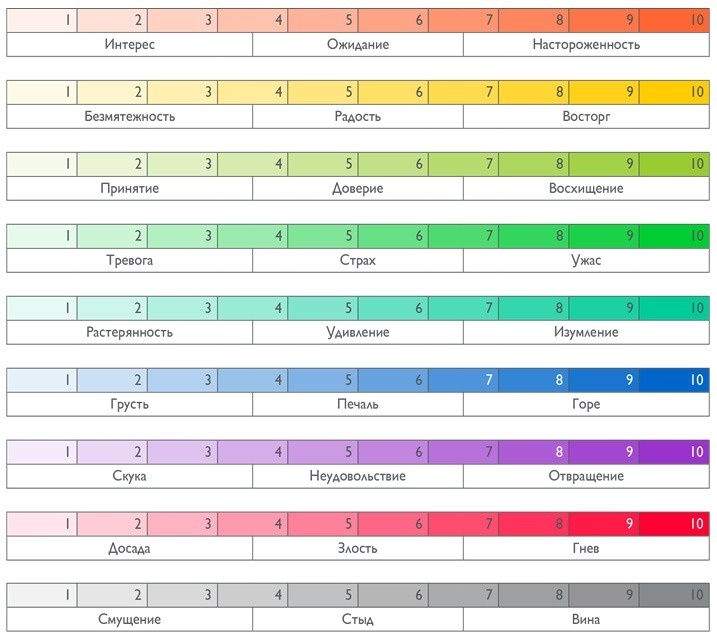 1 2 3 4 5 6 7 8 9 10
Интерес Ожидание Настороженность
1 2 3 4 5 6 7 8 9 10
Безмятежность Радость Восторг
1 2 3 4 5 6 7 8 9 10
Принятие Доверие Восхищение
1 2 3 4 5 6 7 8 9 10
Тревога Страх Ужас
1 2 3 4 5 6 7 8 9 10
Растерянность Удивление Изумление
1 2 3 4 5 6 7 8 9 10
Грусть Печаль Горе
1 2 3 4 5 6 7 8 9 10
Скука Неудовольствие Отвращение
1 2 3 4 5 6 7 8 9 10
Досада Злость Гнев
1 2 3 4 5 6 7 8 9 10
Смущение Стыд Вина